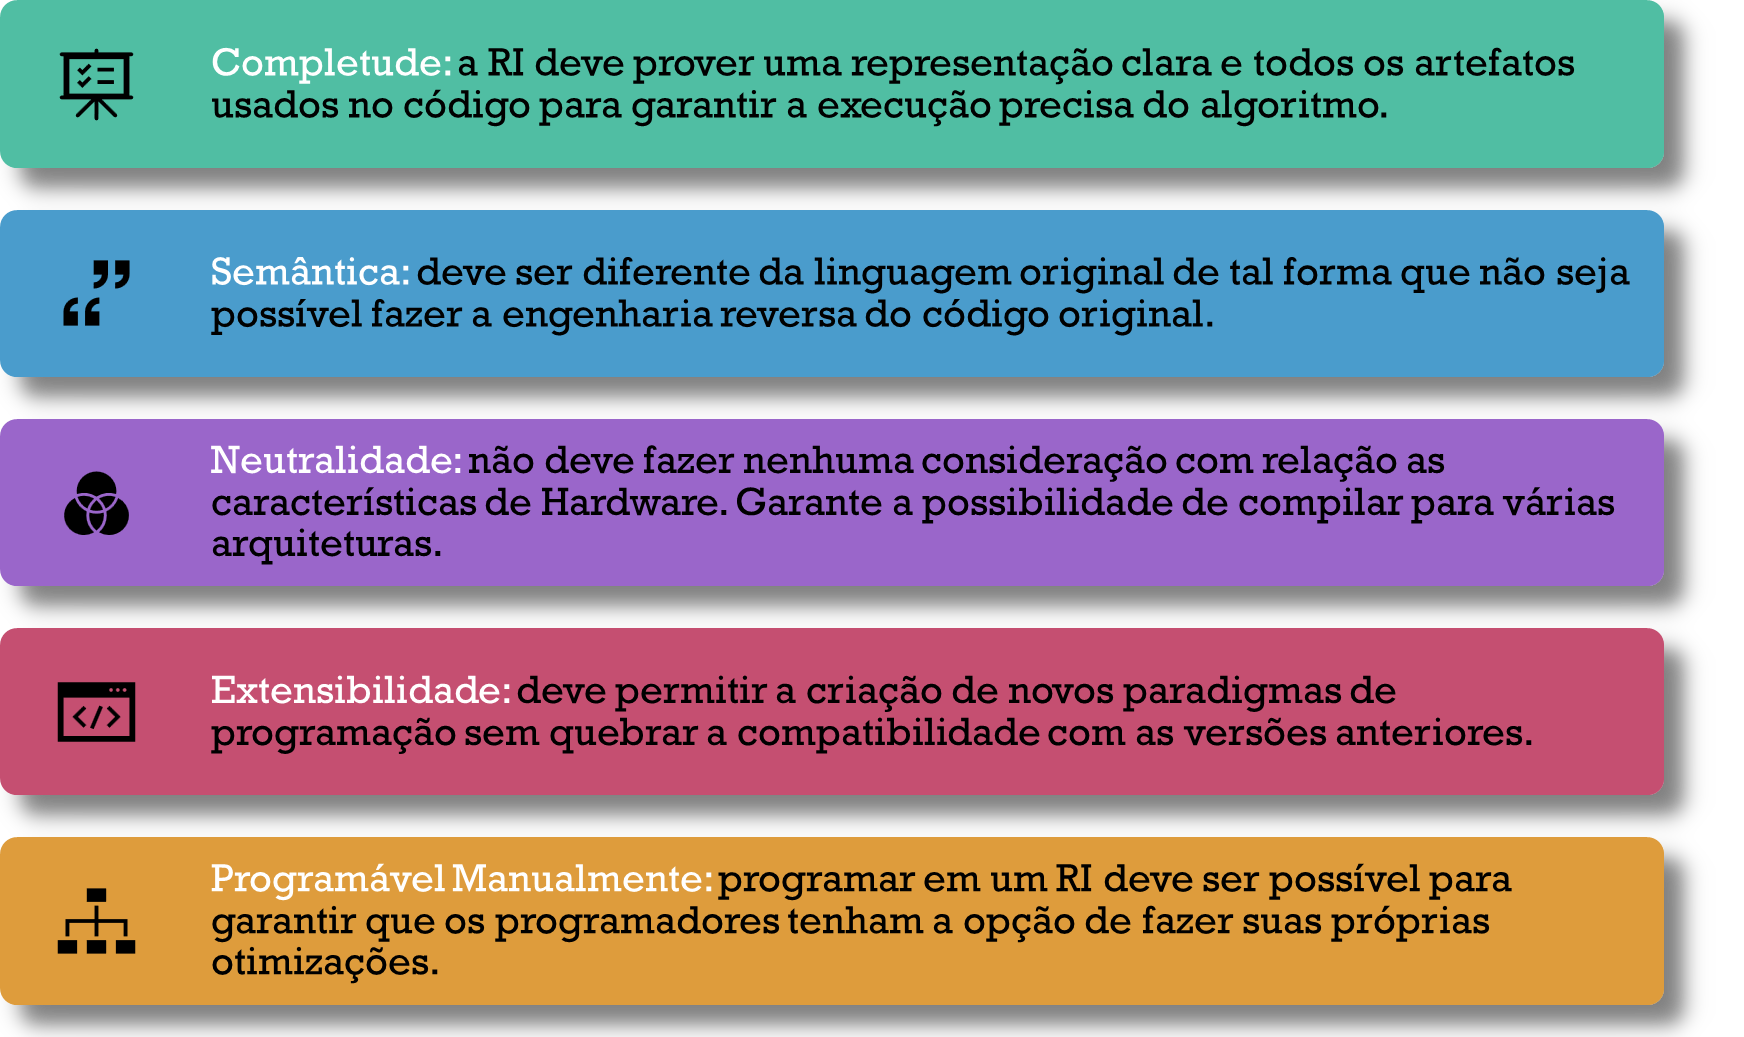 Completude: a RI deve prover uma representação clara e todos os artefatos
usados no código para garantir a execução precisa do algoritmo.
Semântica: deve ser diferente da linguagem original de tal forma que não seja
possível fazer a engenharia reversa do código original.
Neutralidade: não deve fazer nenhuma consideração com relação as
características de Hardware. Garante a possibilidade de compilar para várias
arquiteturas.
Extensibilidade: deve permitir a criação de novos paradigmas de
programação sem quebrar a compatibilidade com as versões anteriores.
Programável Manualmente: programar em um RI deve ser possível para
garantir que os programadores tenham a opção de fazer suas próprias
otimizações.